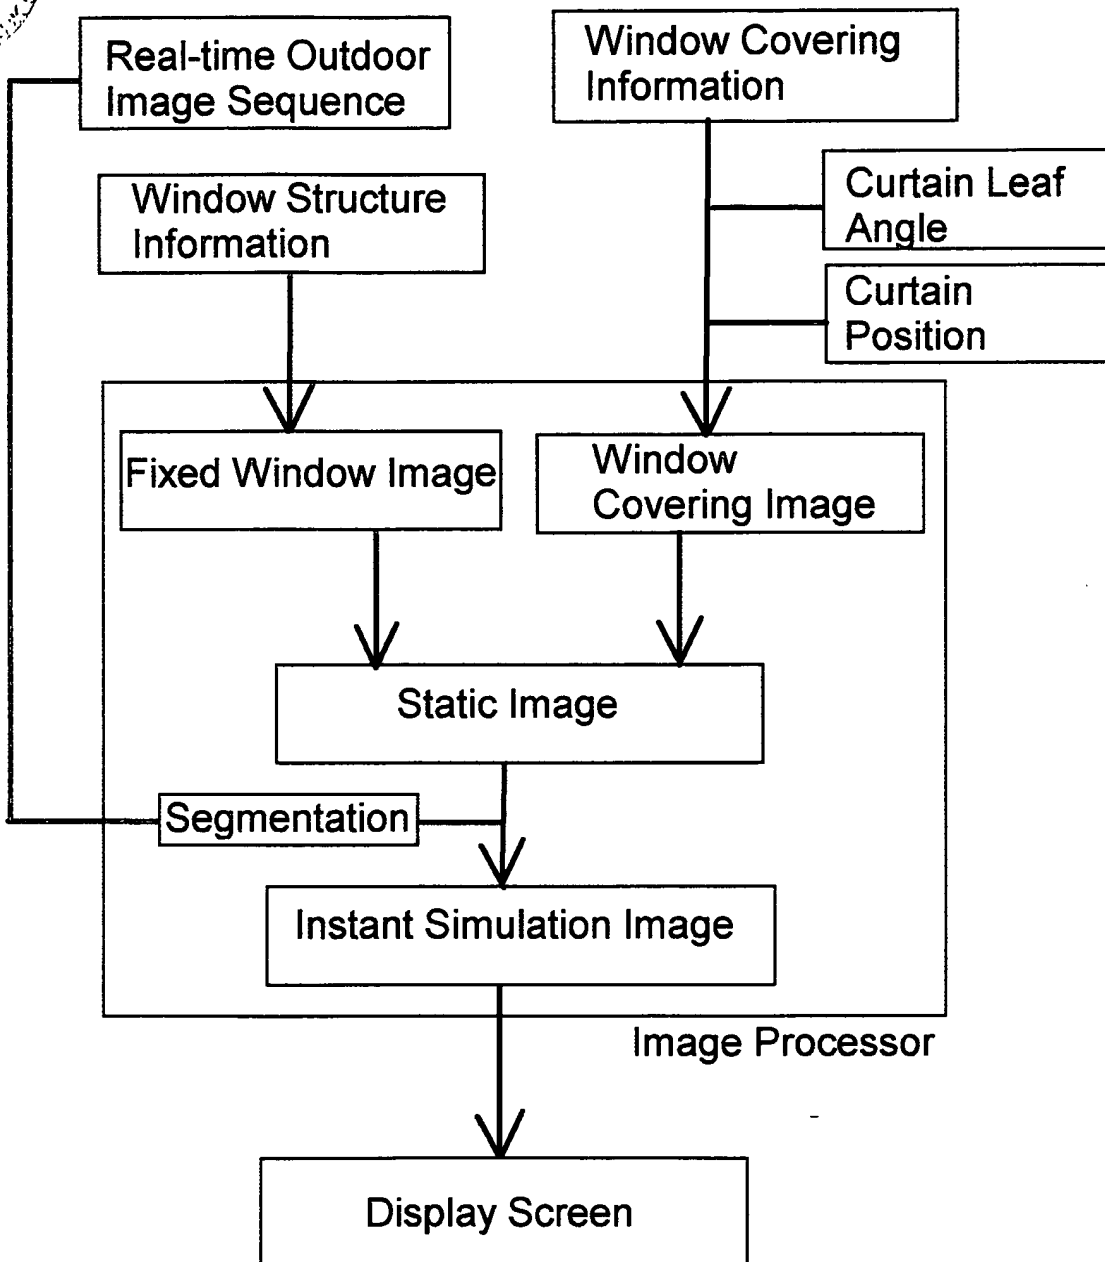 Real-time Outdoor
Image Sequence
Window Covering
Information
Window Structure
Information
Curtain Leaf
Angle
Curtain
Position
Fixed Window Image
Window
Covering Image
Static Image
Segmentation
Instant Simulation Image
Image Processor
Display Screen